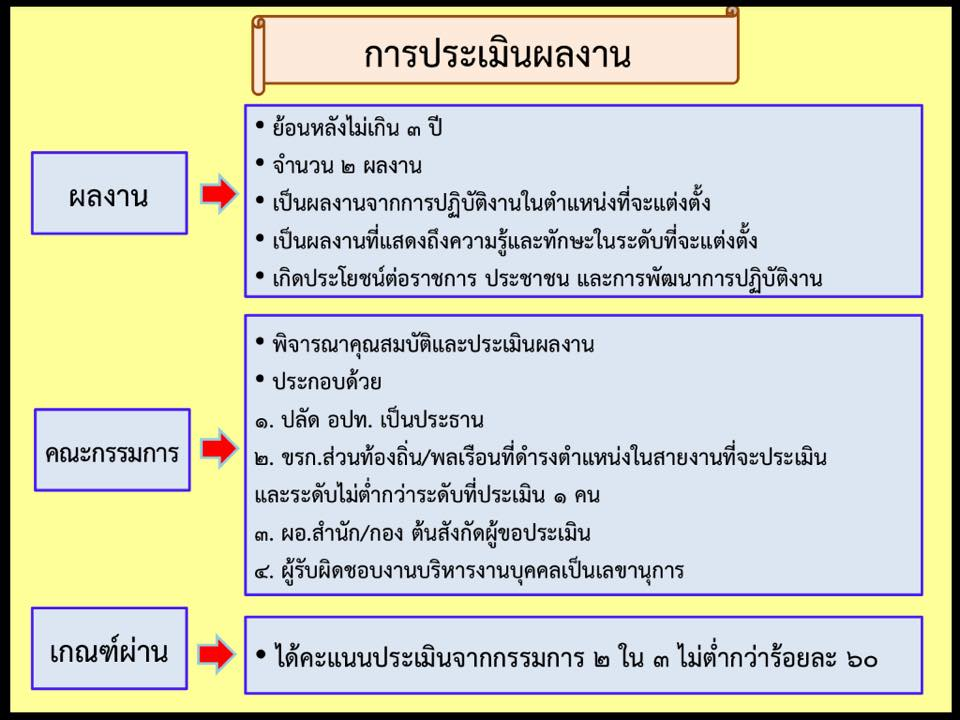 การประเมินผลงาน
ผลงาน
• ย้อนหลังไม่เกิน ๓ ปี
• จำนวน ๒ ผลงาน
• เป็นผลงานจากการปฏิบัติงานในตำแหน่งที่จะแต่งตั้ง
• เป็นผลงานที่แสดงถึงความรู้และทักษะในระดับที่จะแต่งตั้ง
• เกิดประโยชน์ต่อราชการ ประชาชน และการพัฒนาการปฏิบัติงาน
คณะกรรมการ
• พิจารณาคุณสมบัติและประเมินผลงาน
• ประกอบด้วย
๑. ปลัด อปท. เป็นประธาน
๒. ขรก.ส่วนท้องถิ่น/พลเรือนที่ดำรงตำแหน่งในสายงานที่จะประเมิน
และระดับไม่ต่ำกว่าระดับที่ประเมิน ๑ คน
๓. ผอ.สำนัก/กอง ต้นสังกัดผู้ขอประเมิน
๔. ผู้รับผิดชอบงานบริหารงานบุคคลเป็นเลขานุการ
เกณฑ์ผ่าน
• ได้คะแนนประเมินจากกรรมการ ๒ ใน ๓ ไม่ต่ำกว่าร้อยละ ๖๐